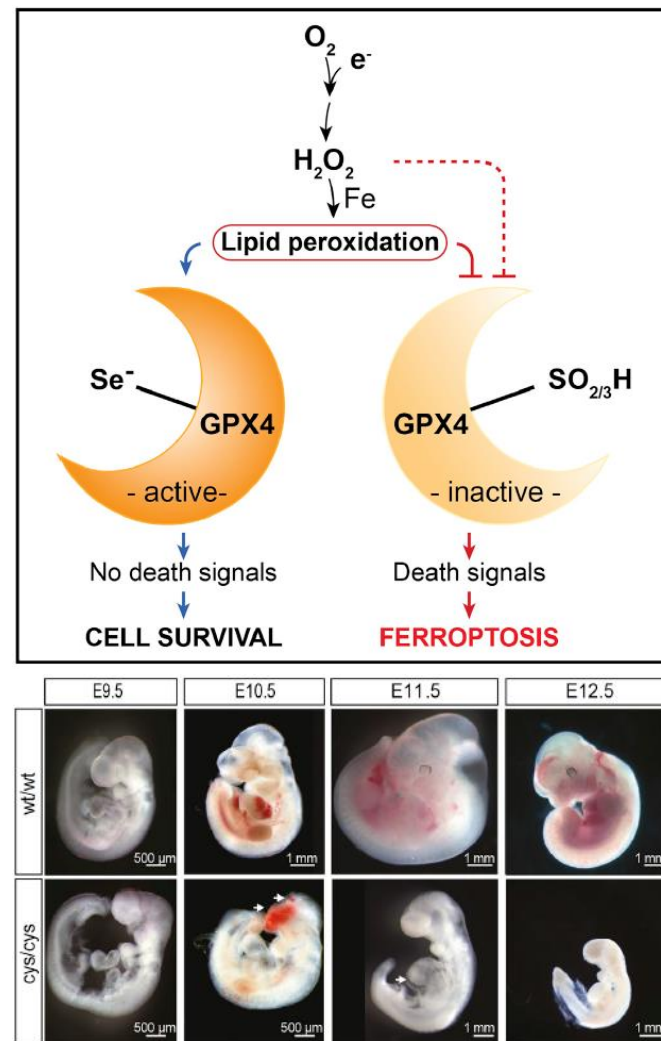 O₂
e⁻
H₂O₂
Fe
Lipid peroxidation
Se⁻
GPX4
- active-
SO₂/₃H
GPX4
- inactive -
No death signals
Death signals
CELL SURVIVAL
FERROPTOSIS
E9.5
E10.5
E11.5
E12.5
wt/wt
500 µm
1 mm
1 mm
1 mm
cys/cys
500 µm
500 µm
1 mm
1 mm